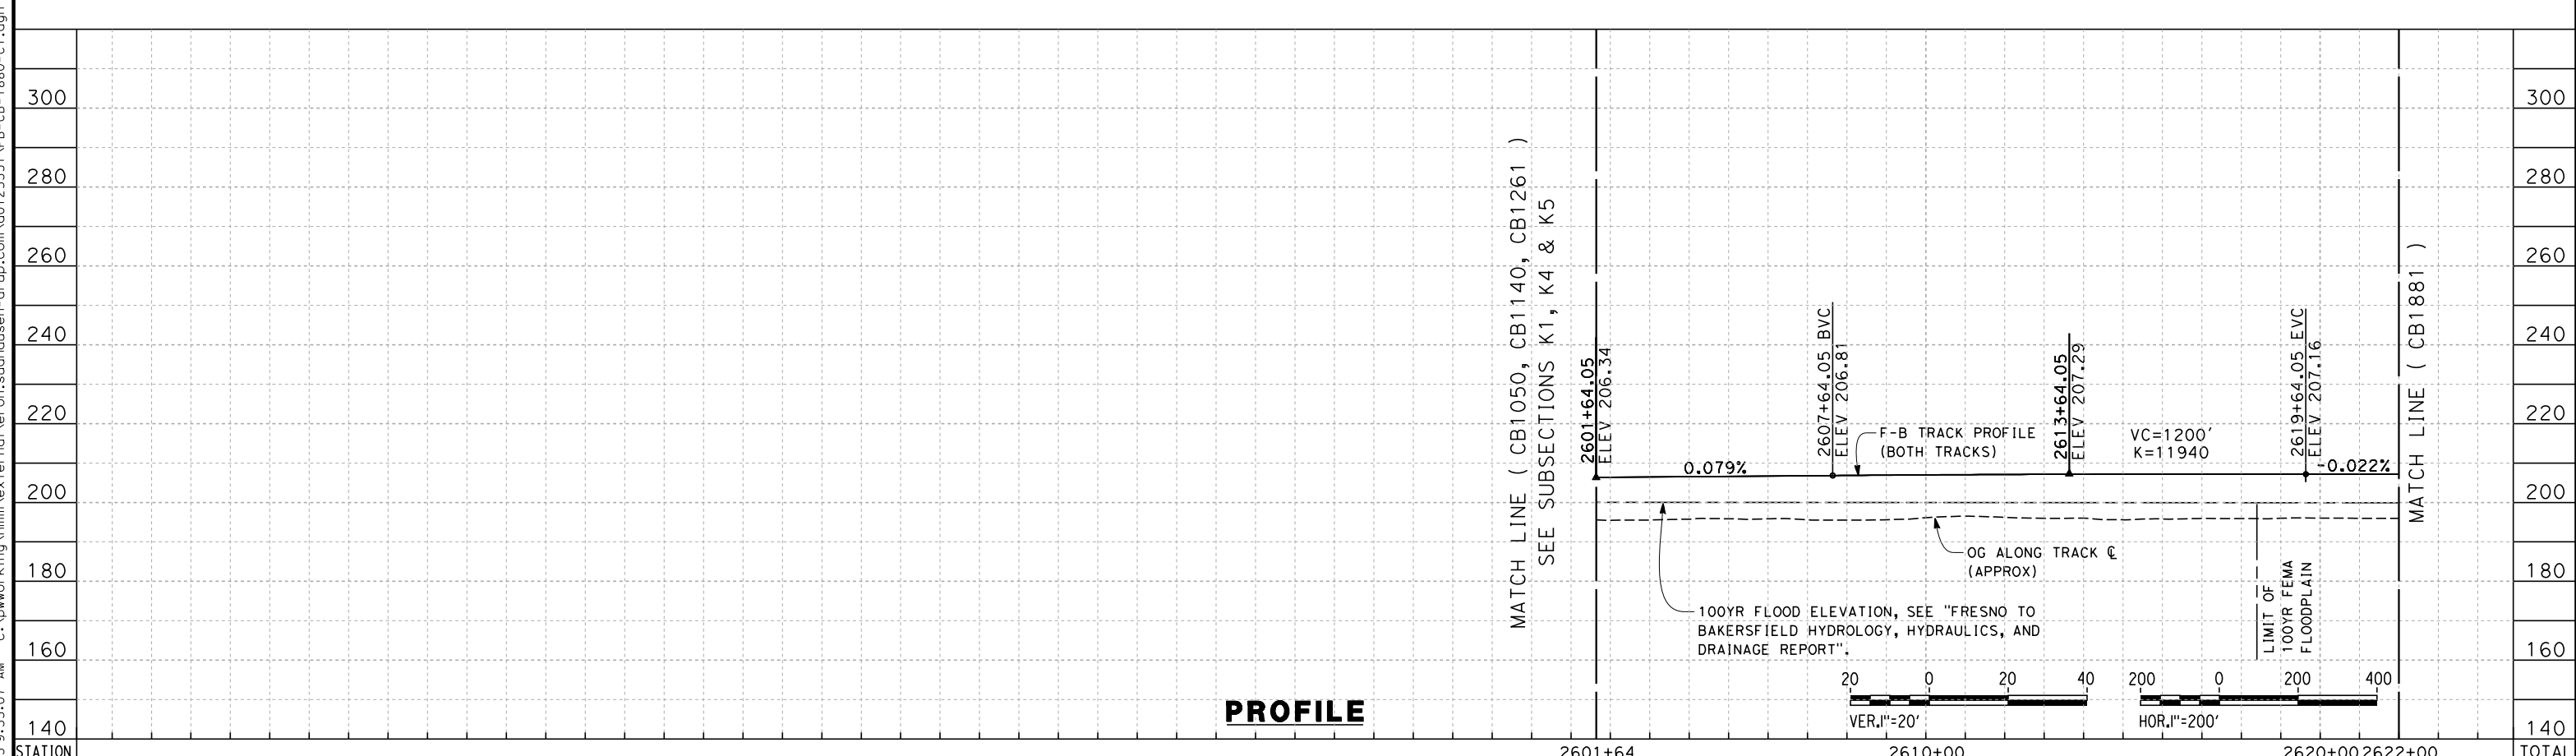 300
280
260
240
220
200
180
160
140
STATION
PROFILE
MATCH LINE ( CB1050, CB1140, CB1261 )
SEE SUBSECTIONS K1, K4 & K5
2601+64.05
ELEV 206.34
0.079%
2607+64.05 BVC
ELEV 206.81
F-B TRACK PROFILE
(BOTH TRACKS)
2613+64.05
ELEV 207.29
VC=1200'
K=11940
2619+64.05 EVC
ELEV 207.16
-0.022%
MATCH LINE ( CB1881 )
OG ALONG TRACK ℄
(APPROX)
100YR FLOOD ELEVATION, SEE "FRESNO TO
BAKERSFIELD HYDROLOGY, HYDRAULICS, AND
DRAINAGE REPORT".
LIMIT OF
100YR FEMA
FLOODPLAIN
20 0 20 40
VER.1"=20'
200 0 200 400
HOR.1"=200'
2601+64
2610+00
2620+00
2622+00
300
280
260
240
220
200
180
160
140
TOTAL